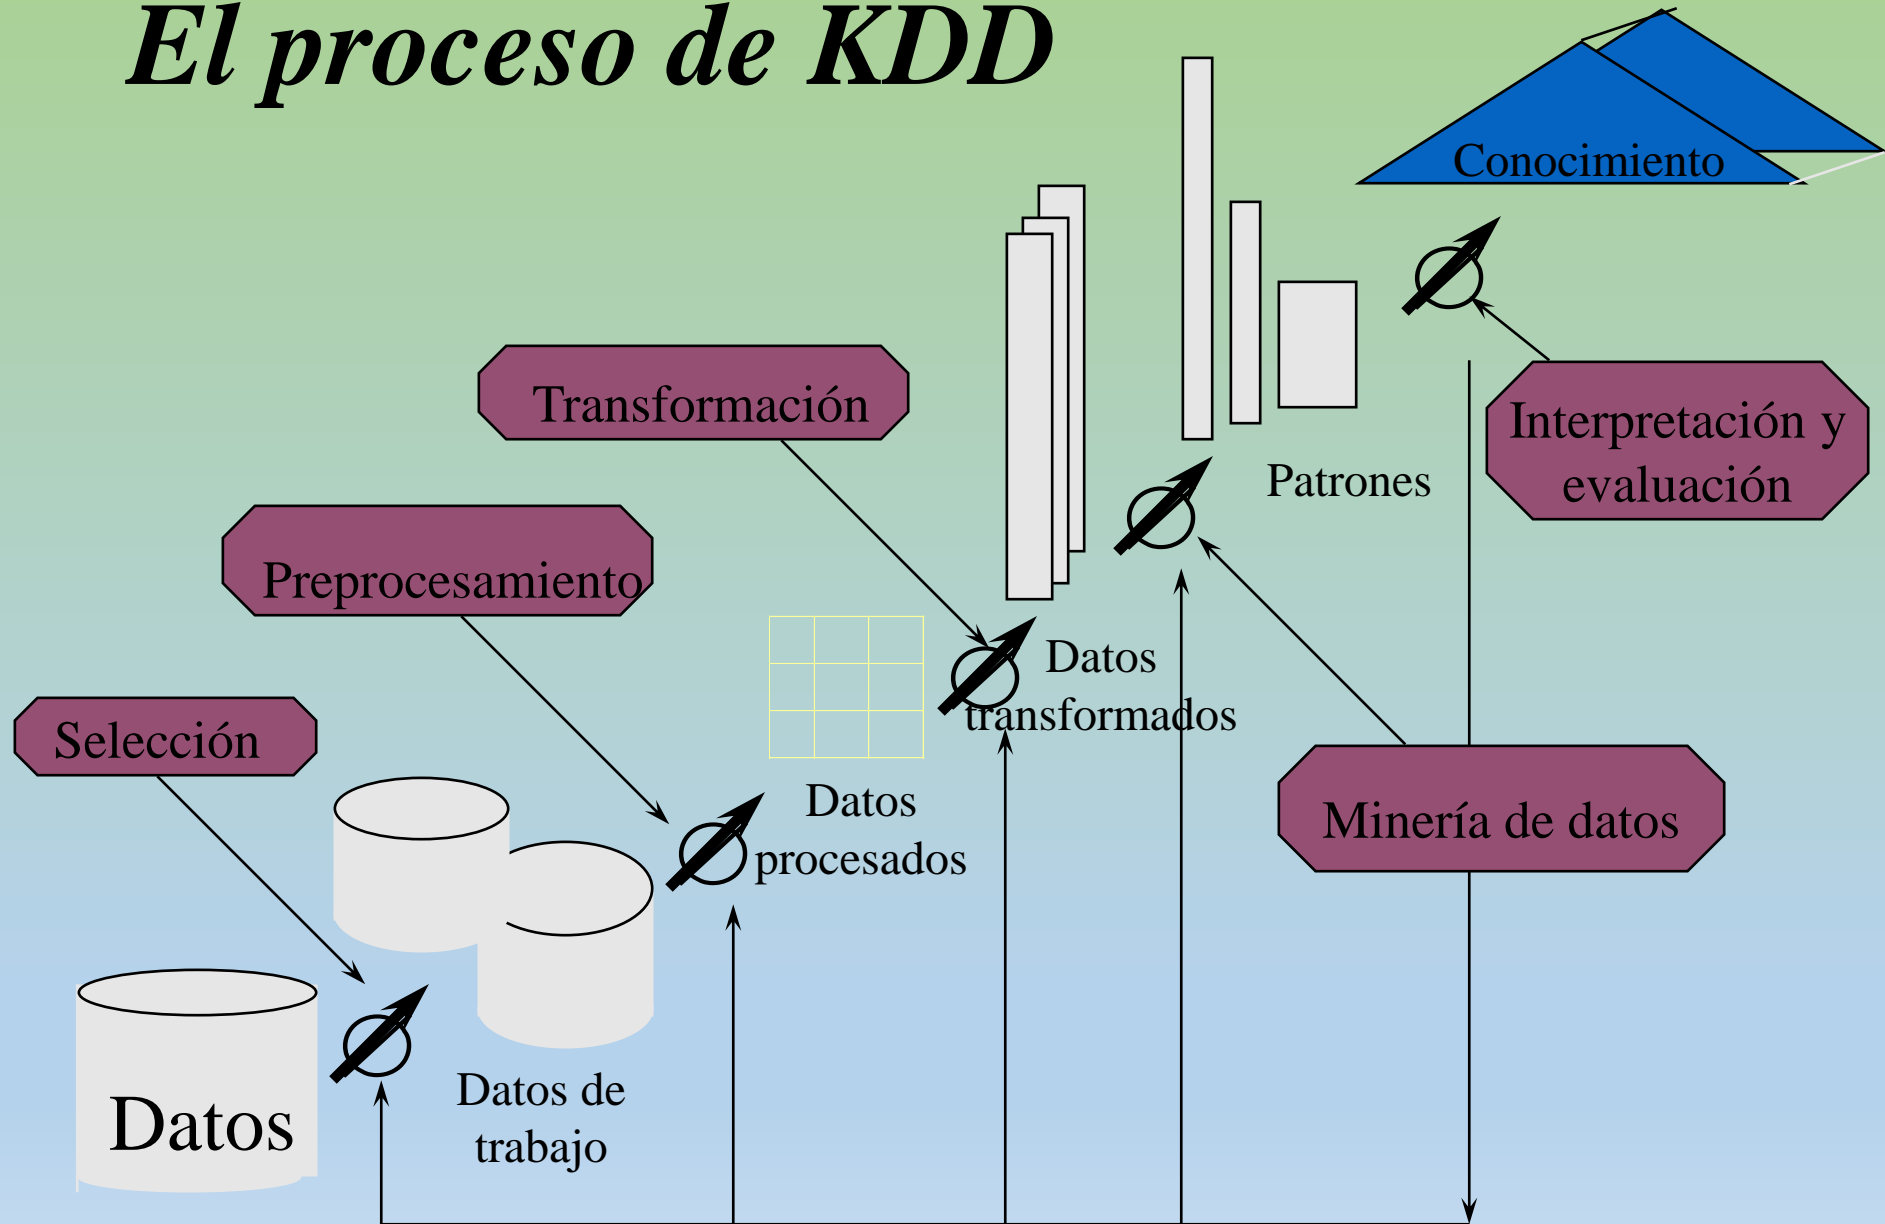 El proceso de KDD
Conocimiento
Transformación
Interpretación y
evaluación
Patrones
Preprocesamiento
Datos
transformados
Selección
Datos
procesados
Minería de datos
Datos de
trabajo
Datos